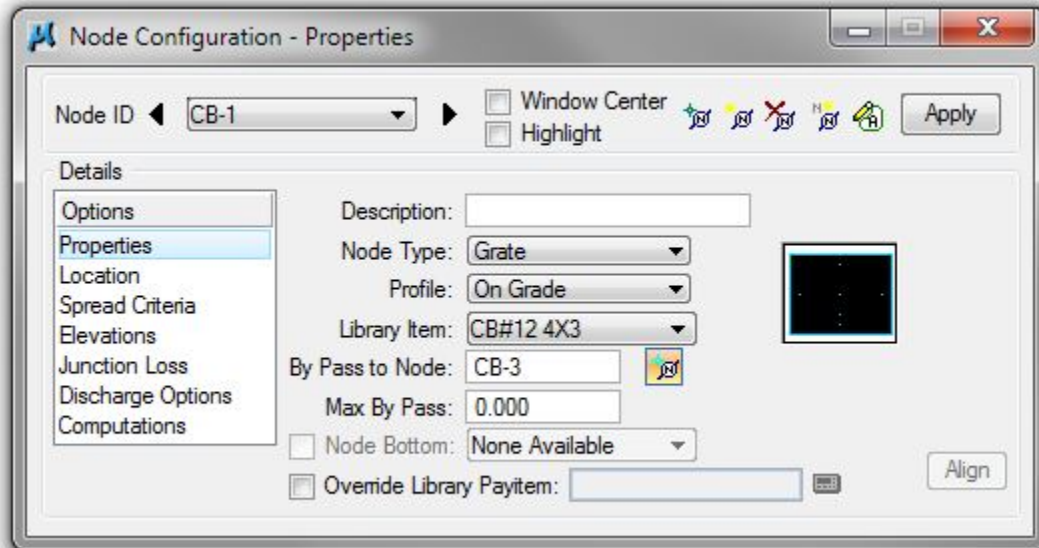 Node Configuration - Properties
Node ID CB-1 Window Center Apply
Highlight
Details
Options
Properties
Location
Spread Criteria
Elevations
Junction Loss
Discharge Options
Computations
Description:
Node Type: Grate
Profile: On Grade
Library Item: CB#12 4X3
By Pass to Node: CB-3
Max By Pass: 0.000
Node Bottom: None Available
Override Library Payitem:
Align